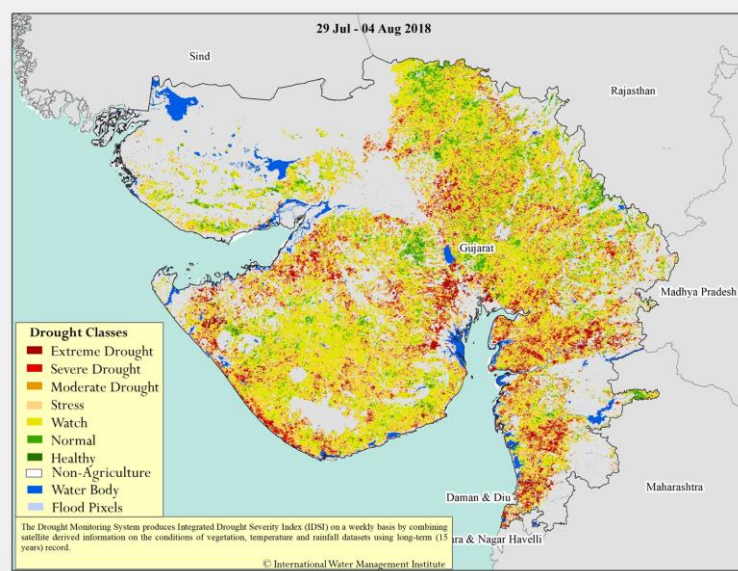 29 Jul - 04 Aug 2018
Sind
Rajasthan
Gujarat
Madhya Pradesh
Drought Classes
Extreme Drought
Severe Drought
Moderate Drought
Stress
Watch
Normal
Healthy
Non-Agriculture
Water Body
Flood Pixels
Maharashtra
Daman & Diu
ara & Nagar Havelli
The Drought Monitoring System produces Integrated Drought Severity Index (IDSI) on a weekly basis by combining
satellite derived information on the conditions of vegetation, temperature and rainfall datasets using long-term (15
years) record.
© International Water Management Institute